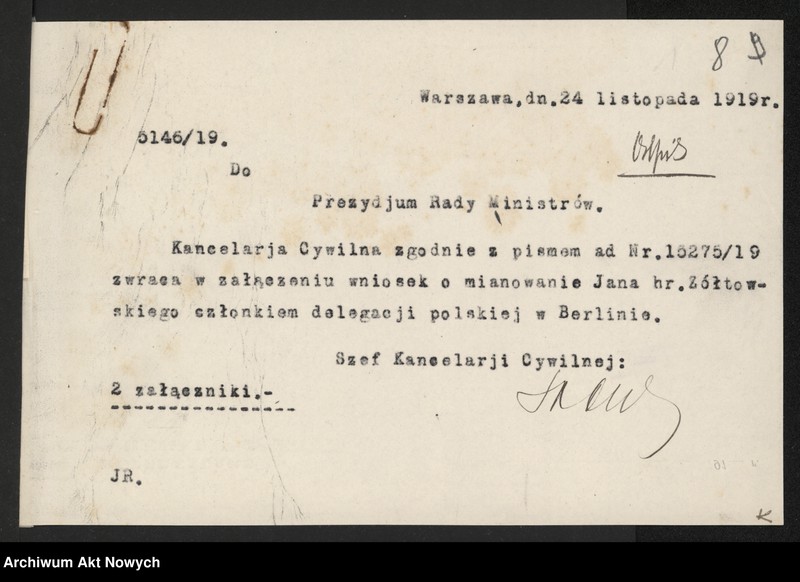 8
Warszawa,dn.24 listopada 1919r.
5146/19.
Odpis
Do
Prezydjum Rady Ministrów.
Kancelarja Cywilna zgodnie z pismem ad Nr.15275/19
zwraca w załączeniu wniosek o mianowanie Jana hr.Zółtow-
skiego członkiem delegacji polskiej w Berlinie.
Szef Kancelarji Cywilnej:
2 załączniki.-
JR.
K
Archiwum Akt Nowych